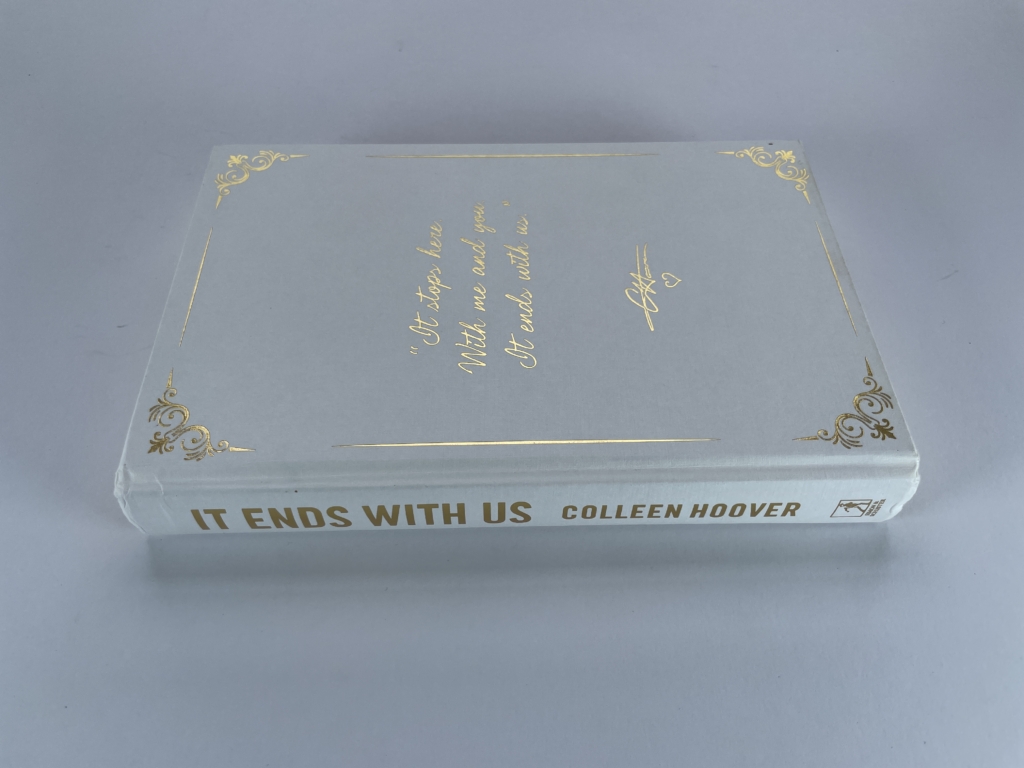 "It stops here
With me and you
It ends with us."
IT ENDS WITH US COLLEEN HOOVER